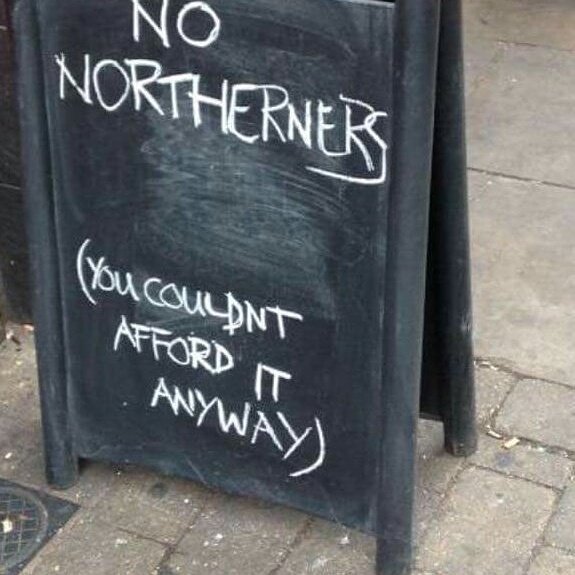 NO
NORTHERNERS
(YOU COULDNT
AFFORD IT
ANYWAY)